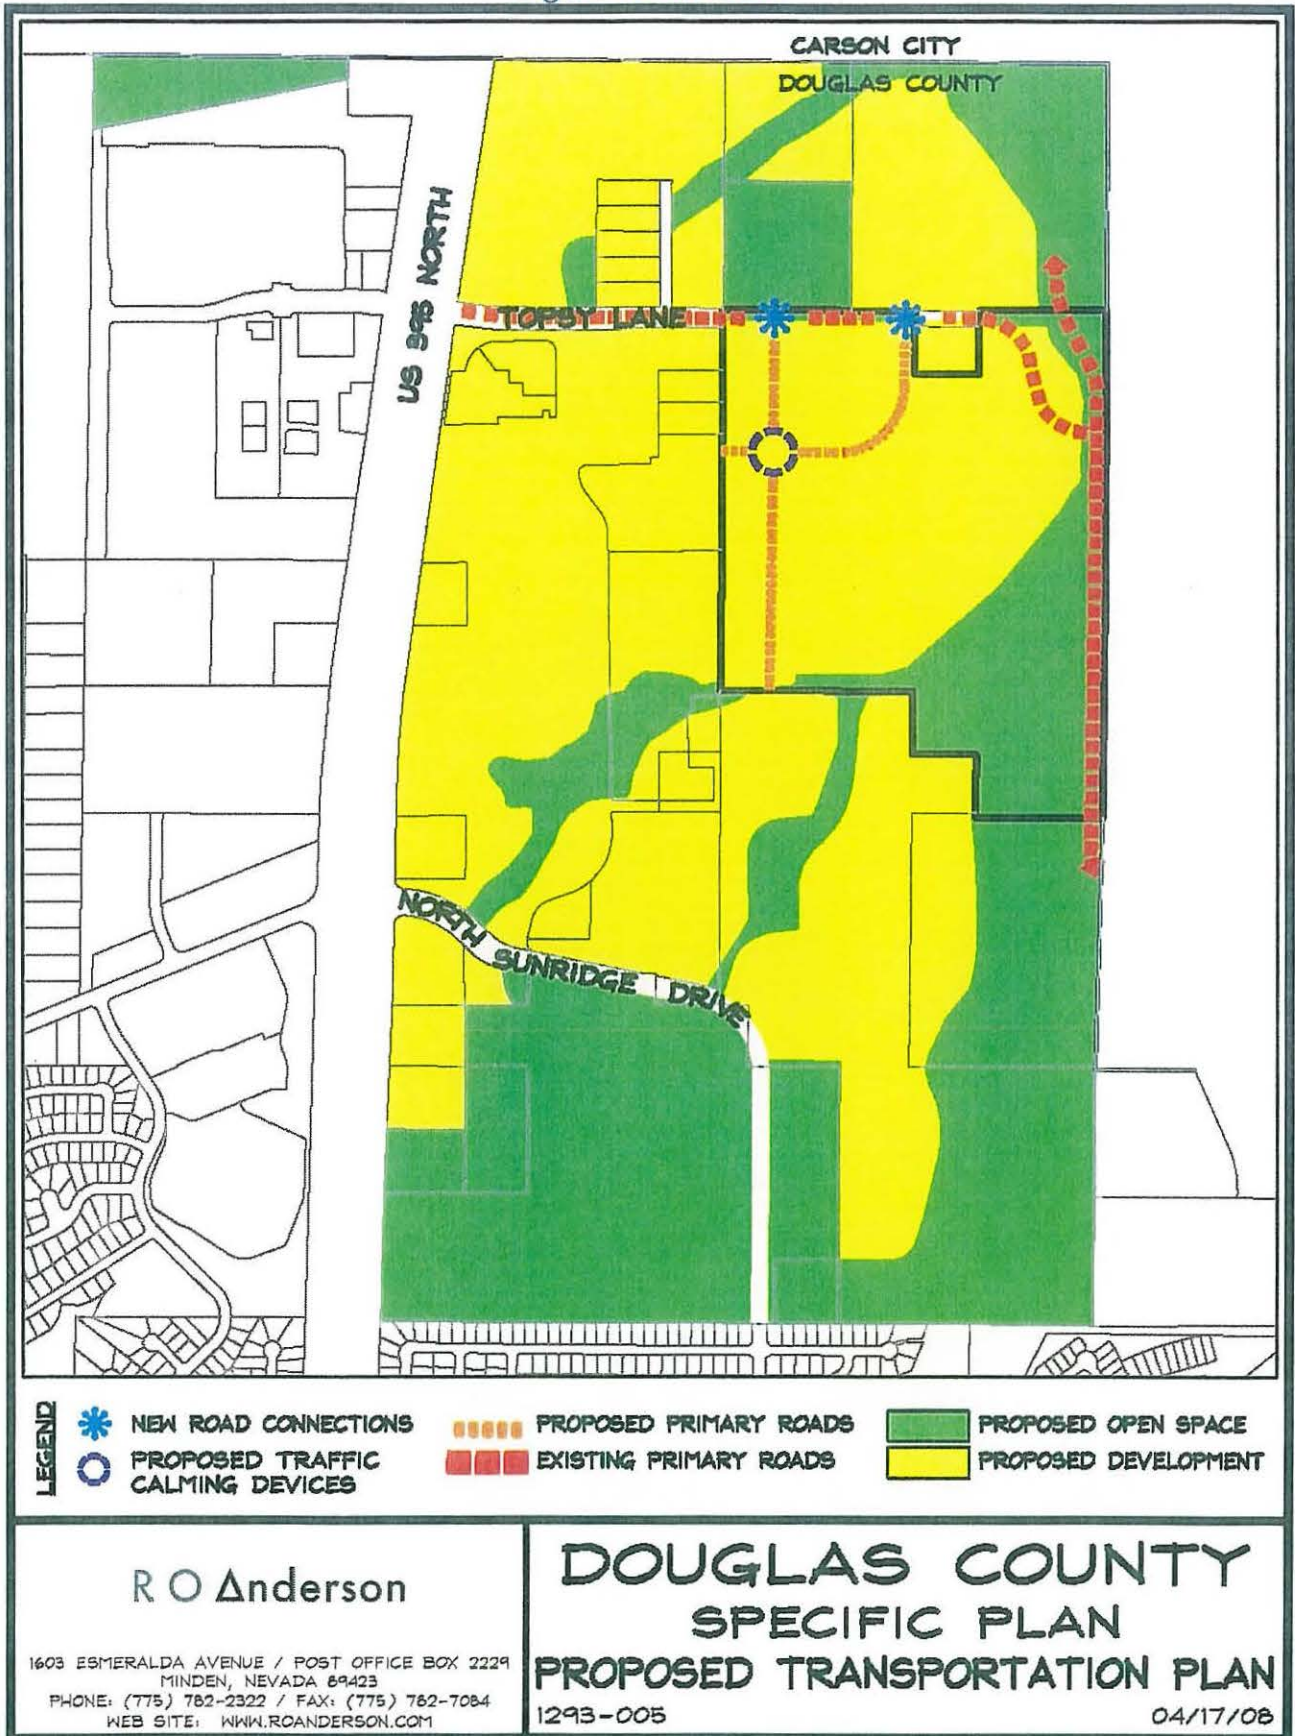 CARSON CITY
DOUGLAS COUNTY
US 395 NORTH
TOPSY LANE
NORTH SUNRIDGE DRIVE
LEGEND
NEW ROAD CONNECTIONS
PROPOSED TRAFFIC
CALMING DEVICES
PROPOSED PRIMARY ROADS
EXISTING PRIMARY ROADS
PROPOSED OPEN SPACE
PROPOSED DEVELOPMENT
R O Anderson
1603 ESMERALDA AVENUE / POST OFFICE BOX 2229
MINDEN, NEVADA 89423
PHONE: (775) 782-2322 / FAX: (775) 782-7084
WEB SITE: WWW.ROANDERSON.COM
DOUGLAS COUNTY
SPECIFIC PLAN
PROPOSED TRANSPORTATION PLAN
1293-005
04/17/08